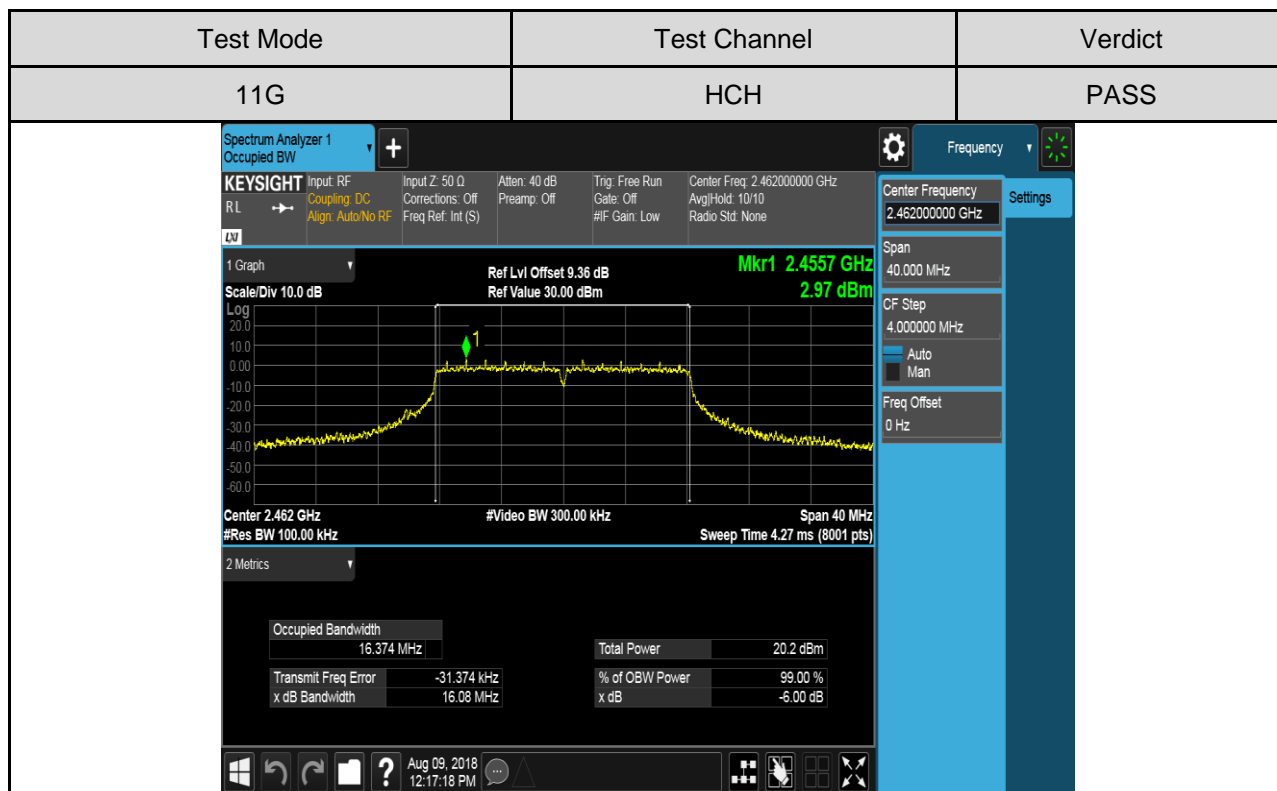 Test Mode Test Channel Verdict
11G HCH PASS
Spectrum Analyzer 1
Occupied BW
+
Frequency
KEYSIGHT Input: RF Input Z: 50 Ω Atten: 40 dB Trig: Free Run Center Freq: 2.462000000 GHz
RL Coupling: DC Corrections: Off Preamp: Off Gate: Off Avg|Hold: 10/10
Align: Auto/No RF Freq Ref: Int (S) #IF Gain: Low Radio Std: None
LXI
Center Frequency
2.462000000 GHz
Settings
Span
40.000 MHz
CF Step
4.000000 MHz
Auto
Man
Freq Offset
0 Hz
1 Graph Ref Lvl Offset 9.36 dB Mkr1 2.4557 GHz
Scale/Div 10.0 dB Ref Value 30.00 dBm 2.97 dBm
Log
20.0
10.0
0.00
-10.0
-20.0
-30.0
-40.0
-50.0
-60.0
1
Center 2.462 GHz #Video BW 300.00 kHz Span 40 MHz
#Res BW 100.00 kHz Sweep Time 4.27 ms (8001 pts)
2 Metrics
Occupied Bandwidth
16.374 MHz Total Power 20.2 dBm
Transmit Freq Error -31.374 kHz % of OBW Power 99.00 %
x dB Bandwidth 16.08 MHz x dB -6.00 dB
? Aug 09, 2018
12:17:18 PM